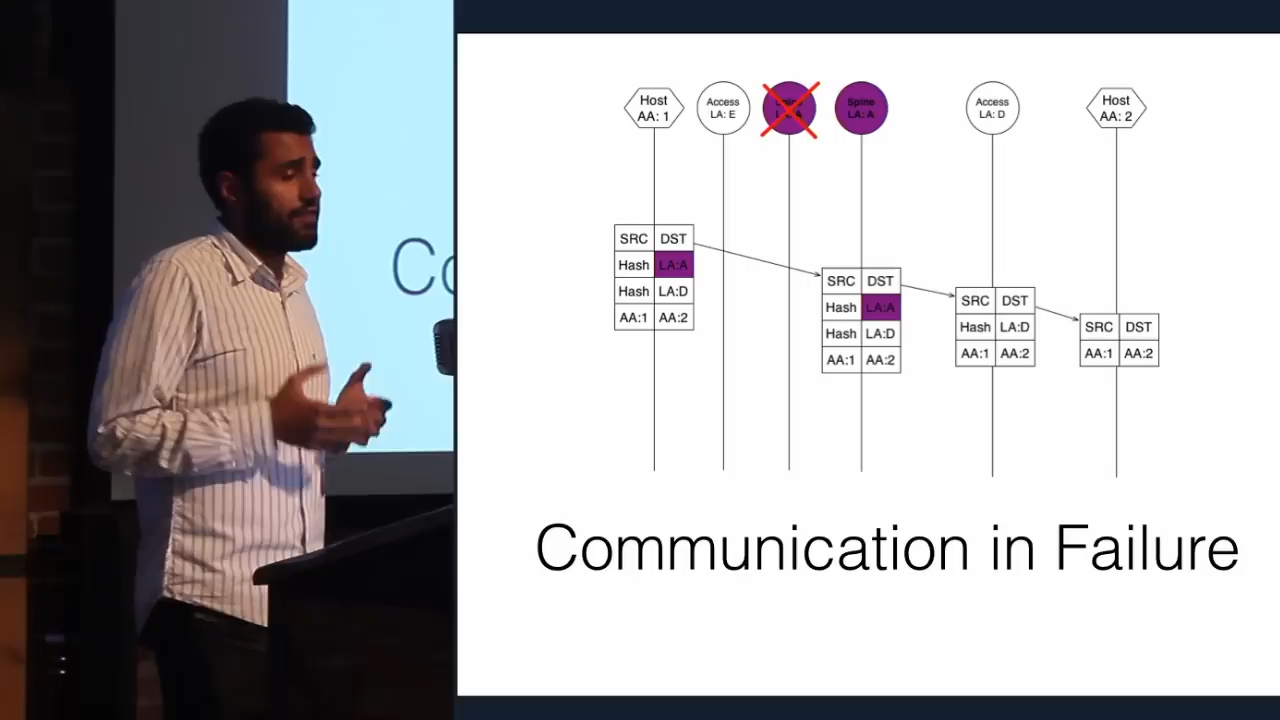 Host
AA: 1
Access
LA: E
Spine
LA: A
Access
LA: D
Host
AA: 2
SRC DST
Hash LA:A
Hash LA:D
AA:1 AA:2
SRC DST
Hash LA:A
Hash LA:D
AA:1 AA:2
SRC DST
Hash LA:D
AA:1 AA:2
SRC DST
AA:1 AA:2
Co
Communication in Failure